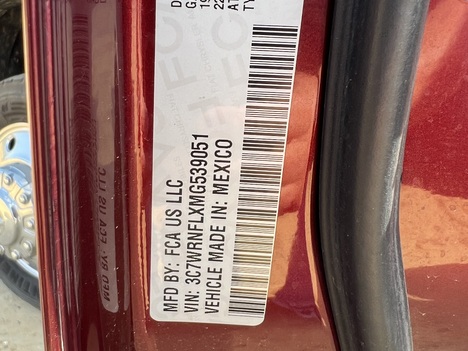 MFD BY: FCA US LLC
VIN: 3C7WRNFLXMG539051
VEHICLE MADE IN: MEXICO